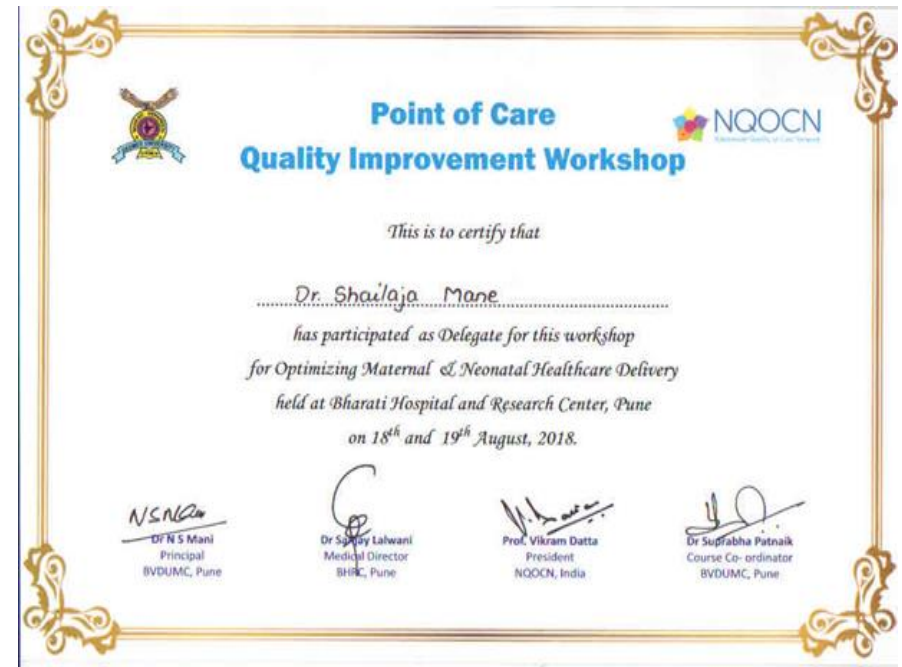 Point of Care
NQOCN
Quality Improvement Workshop
This is to certify that
Dr. Shailaja Mane
has participated as Delegate for this workshop
for Optimizing Maternal & Neonatal Healthcare Delivery
held at Bharati Hospital and Research Center, Pune
on 18th and 19th August, 2018.
Dr N S Mani
Principal
BVDUMC, Pune
Dr Sanjay Lalwani
Medical Director
BHRC, Pune
Prof. Vikram Datta
President
NQOCN, India
Dr Suprabha Patnaik
Course Co- ordinator
BVDUMC, Pune